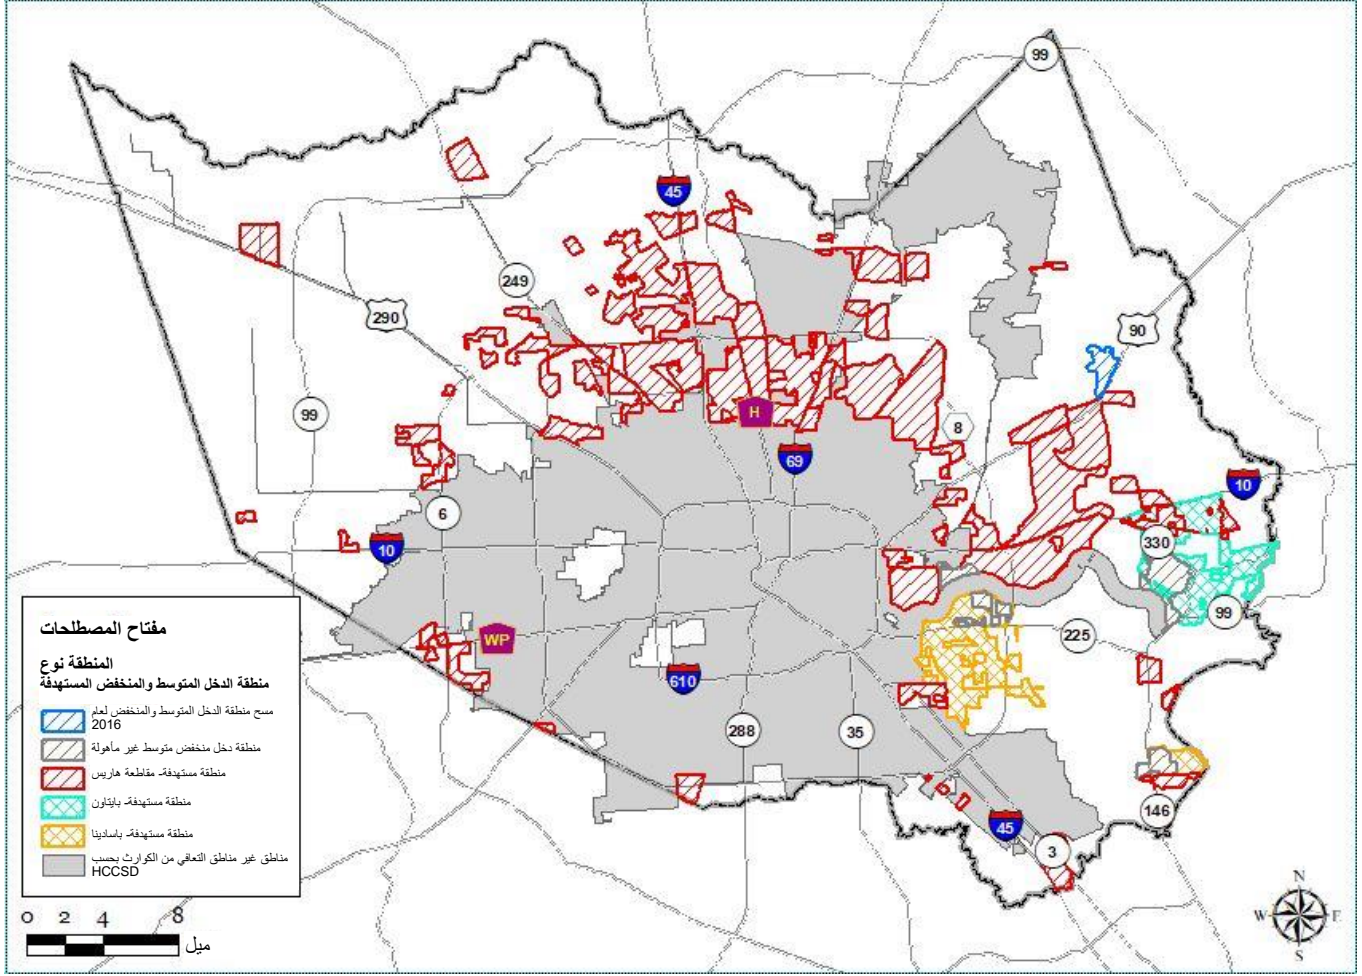 99
45
249
290
90
99
H
8
69
10
6
330
10
99
225
WP
610
288
35
146
45
3
مفتاح المصطلحات
المنطقة نوع
منطقة الدخل المتوسط والمنخفض المستهدفة
مسح منطقة الدخل المتوسط والمنخفض لعام
2016
منطقة دخل منخفض متوسط غير مأهولة
منطقة مستهدفة- مقاطعة هاريس
منطقة مستهدفة- بايتاون
منطقة مستهدفة- باسادينا
مناطق غير مناطق التعافي من الكوارث بحسب
HCCSD
0 2 4 8
ميل
N
W E
S